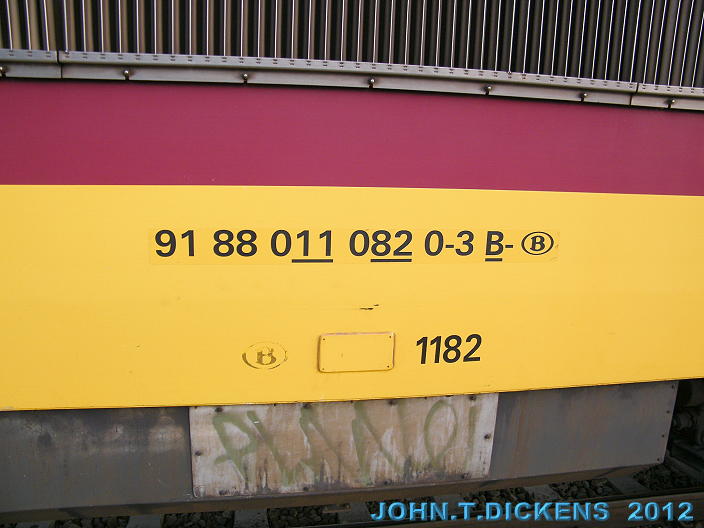 91 88 011 082 0-3 B- B
B 1182
JOHN.T.DICKENS 2012